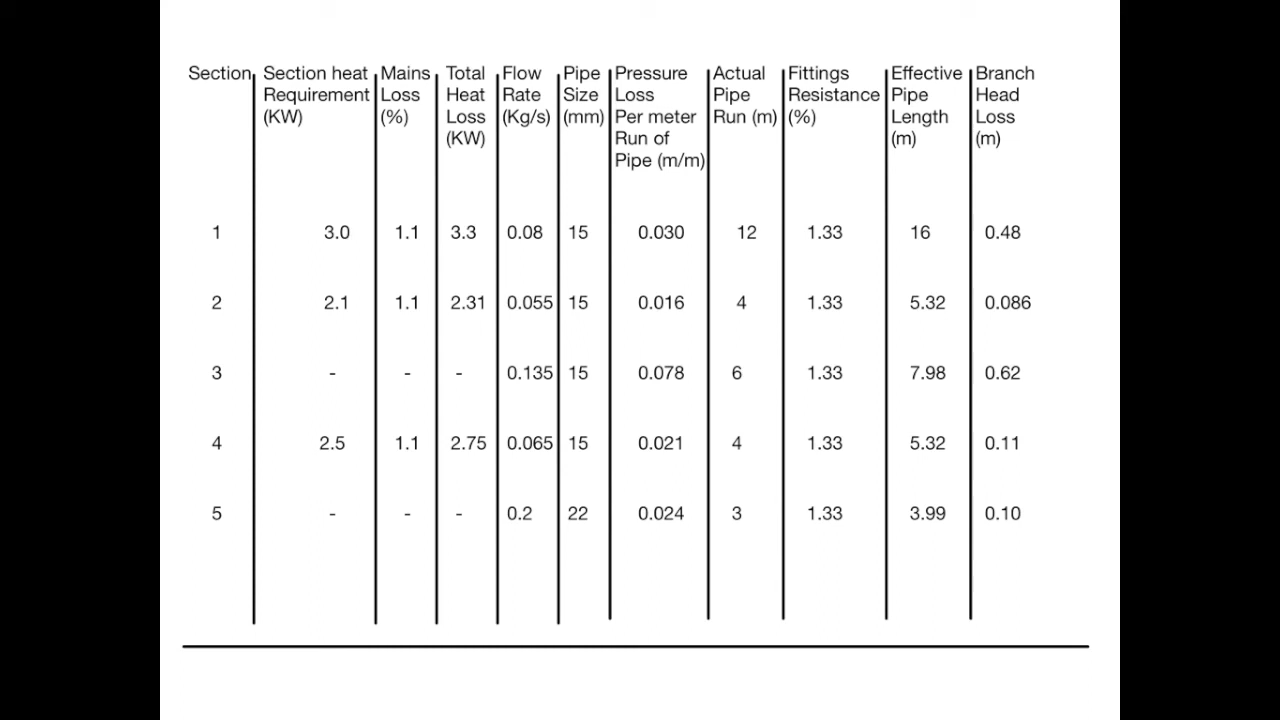 Section Section heat Mains Total Flow Pipe Pressure Actual Fittings Effective Branch
Requirement Loss Heat Rate Size Loss Pipe Resistance Pipe Head
(KW) (%) Loss (Kg/s) (mm) Per meter Run (m) (%) Length Loss
(KW) Run of (m) (m)
Pipe (m/m)
1 3.0 1.1 3.3 0.08 15 0.030 12 1.33 16 0.48
2 2.1 1.1 2.31 0.055 15 0.016 4 1.33 5.32 0.086
3 - - - 0.135 15 0.078 6 1.33 7.98 0.62
4 2.5 1.1 2.75 0.065 15 0.021 4 1.33 5.32 0.11
5 - - - 0.2 22 0.024 3 1.33 3.99 0.10